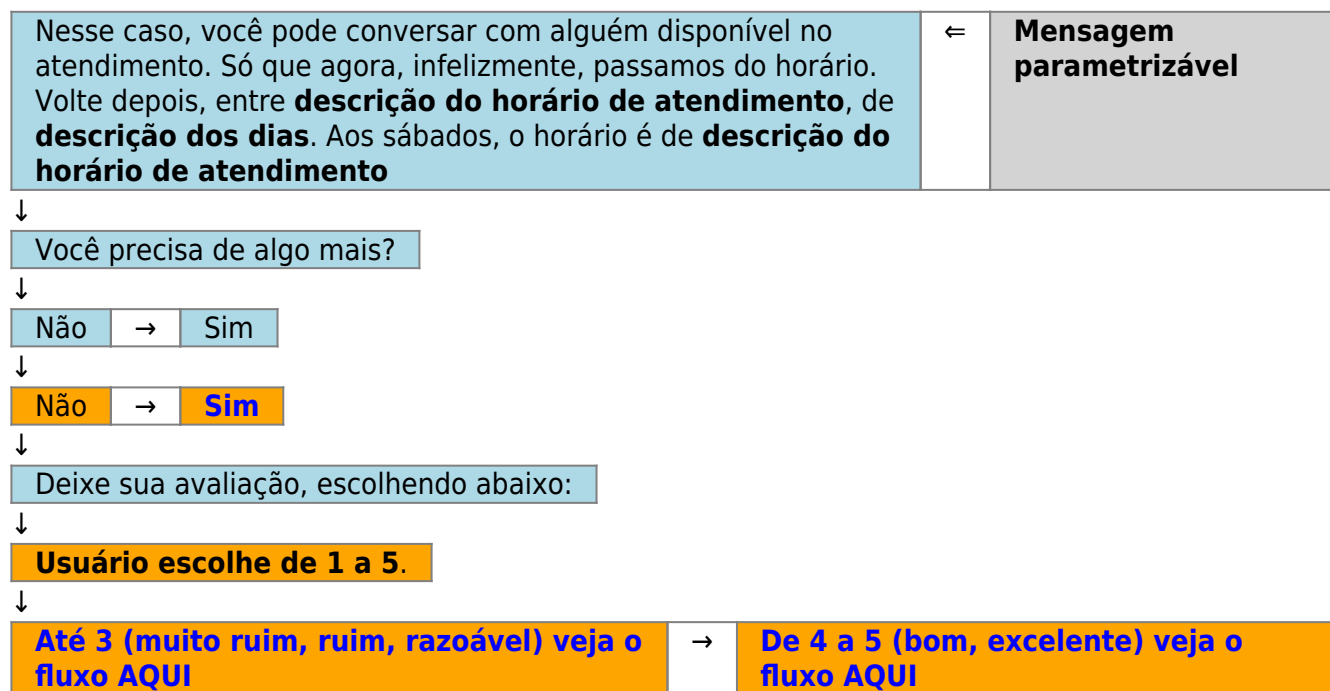 Nesse caso, você pode conversar com alguém disponível no
atendimento. Só que agora, infelizmente, passamos do horário.
Volte depois, entre descrição do horário de atendimento, de
descrição dos dias. Aos sábados, o horário é de descrição do
horário de atendimento
⇐
Mensagem
parametrizável
↓
Você precisa de algo mais?
↓
Não → Sim
↓
Não → Sim
↓
Deixe sua avaliação, escolhendo abaixo:
↓
Usuário escolhe de 1 a 5.
↓
Até 3 (muito ruim, ruim, razoável) veja o
fluxo AQUI
→
De 4 a 5 (bom, excelente) veja o
fluxo AQUI